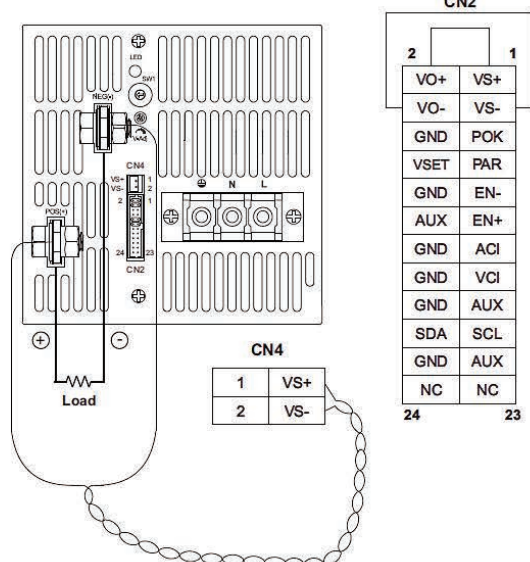 CN2
LED
SW1
NEG(-)
CN4
VS+ 1
VS- 2
2 1
POS(+)
24 23
CN2
N L
+ -
Load
CN4
1 VS+
2 VS-
2 1
VO+ VS+
VO- VS-
GND POK
VSET PAR
GND EN-
AUX EN+
GND ACI
GND VCI
GND AUX
SDA SCL
GND AUX
NC NC
24 23